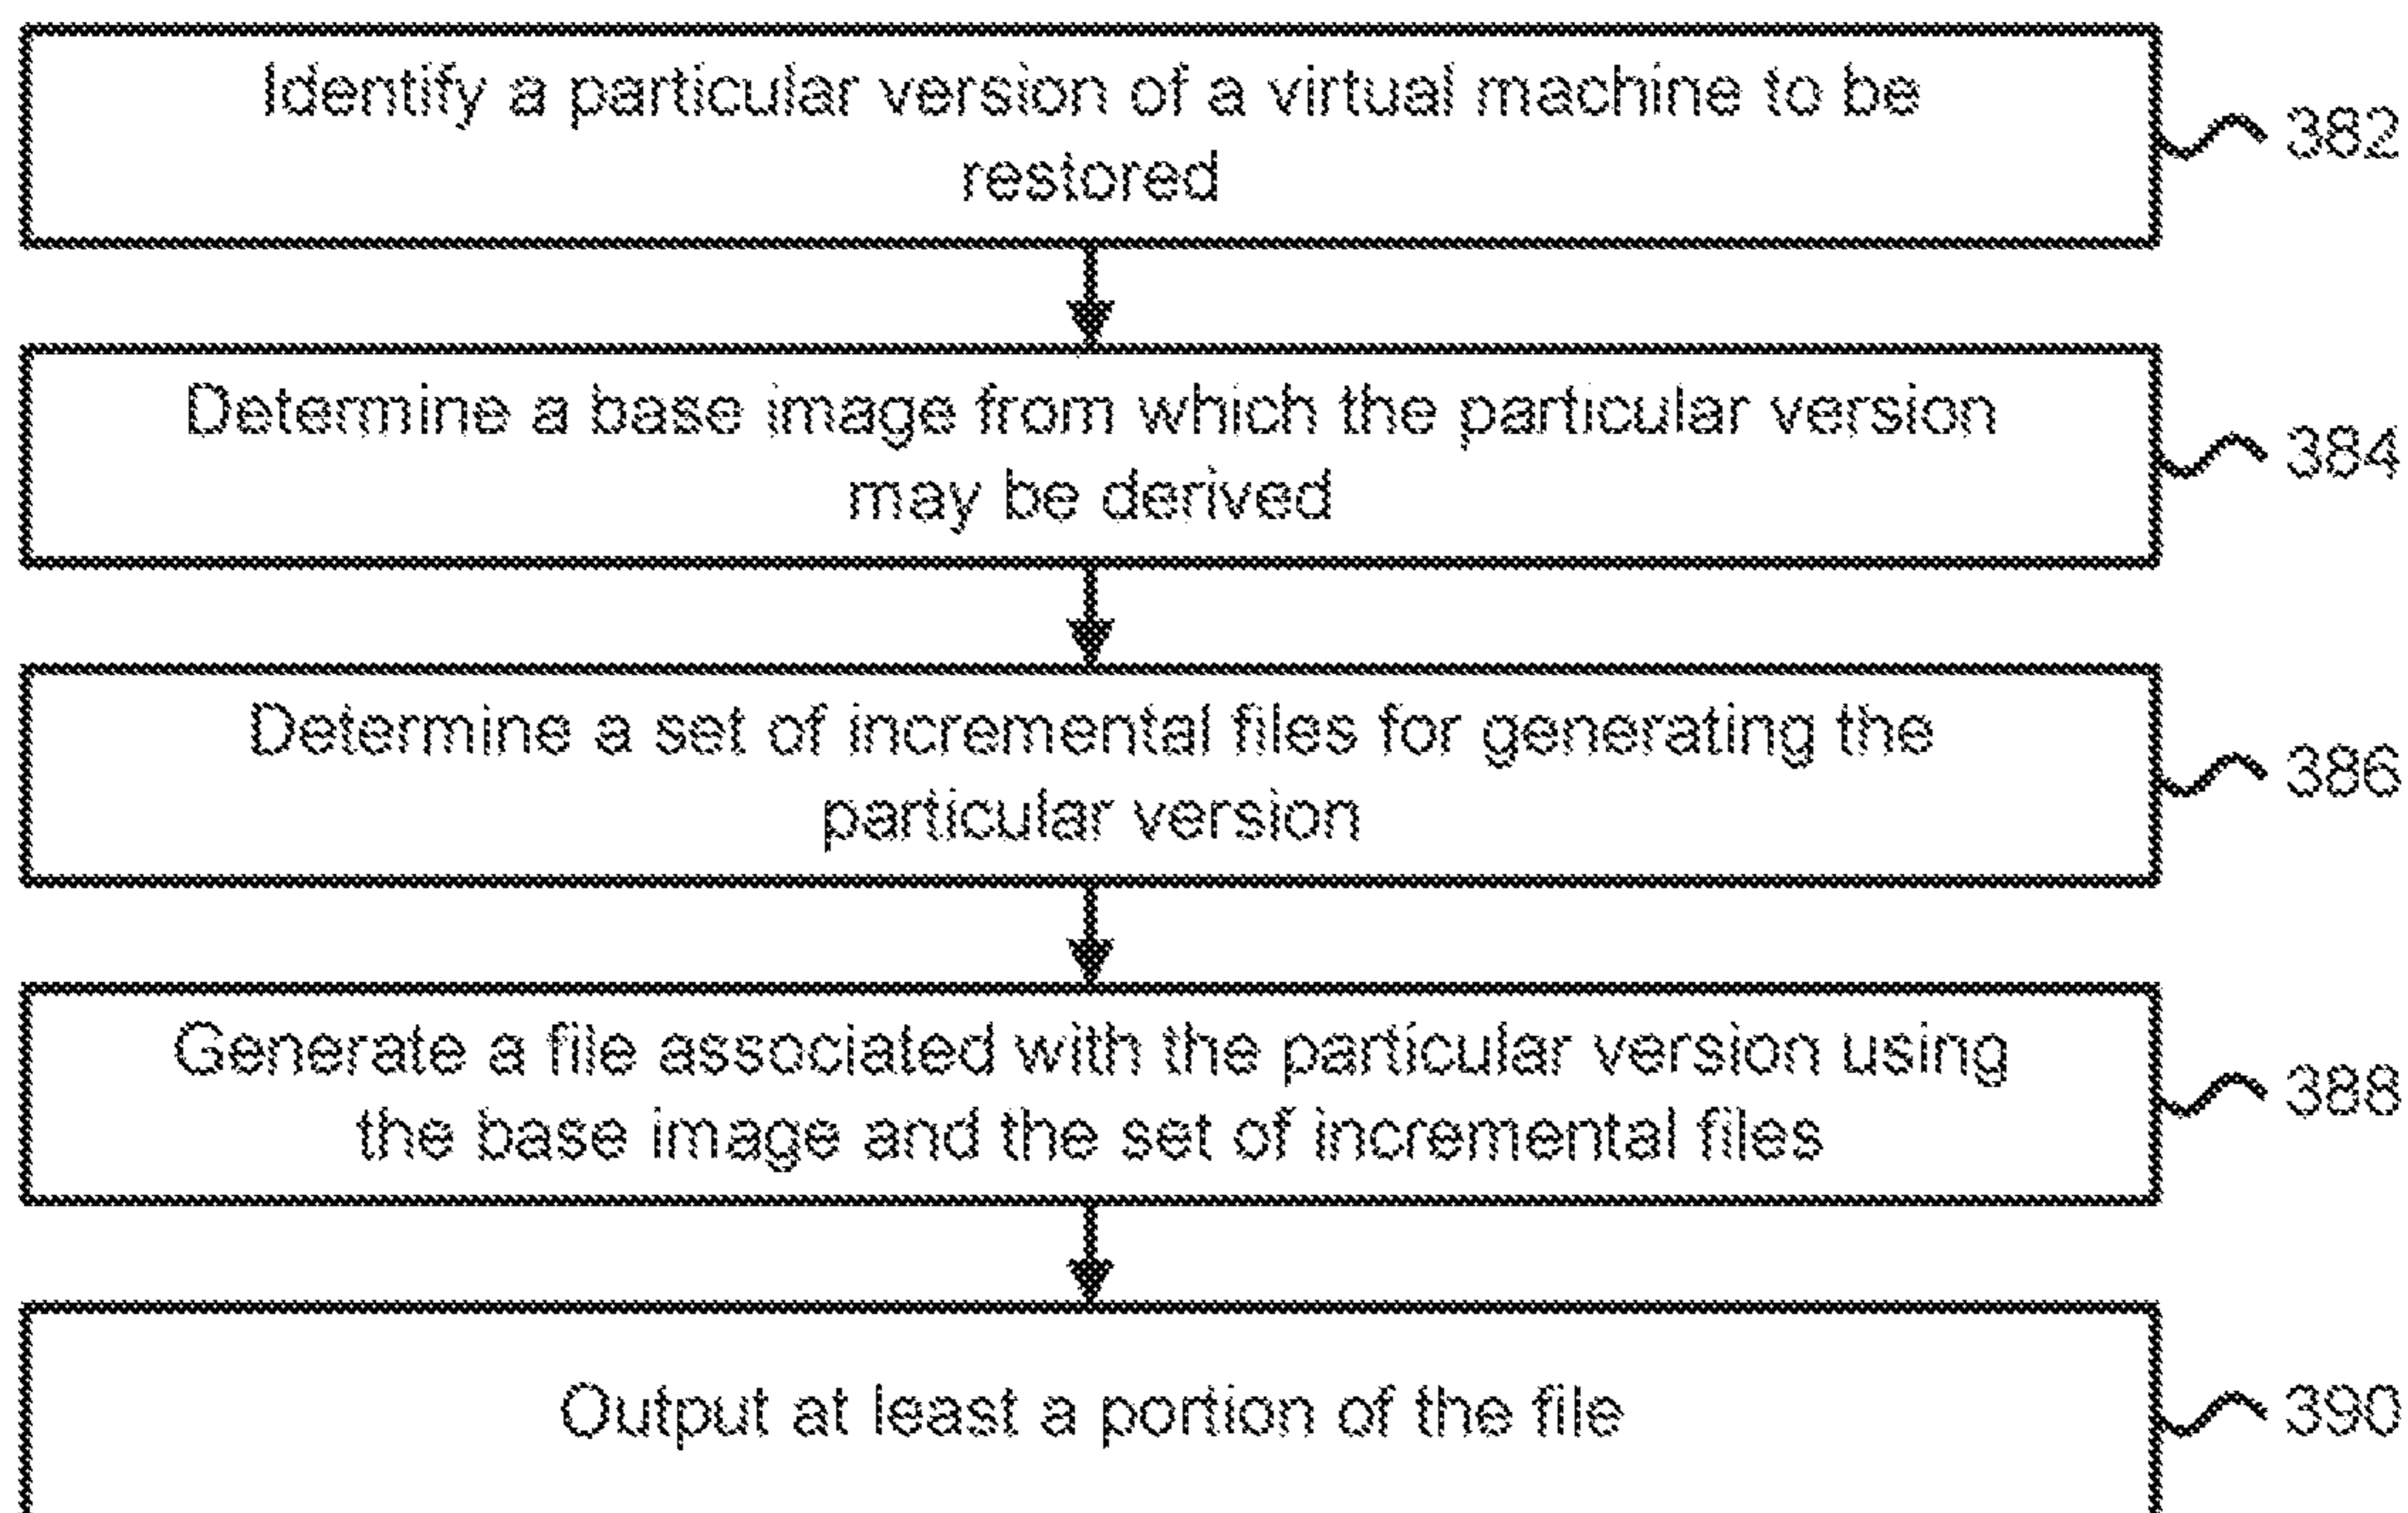 Identify a particular version of a virtual machine to be
restored
382
Determine a base image from which the particular version
may be derived
384
Determine a set of incremental files for generating the
particular version
386
Generate a file associated with the particular version using
the base image and the set of incremental files
388
Output at least a portion of the file
390